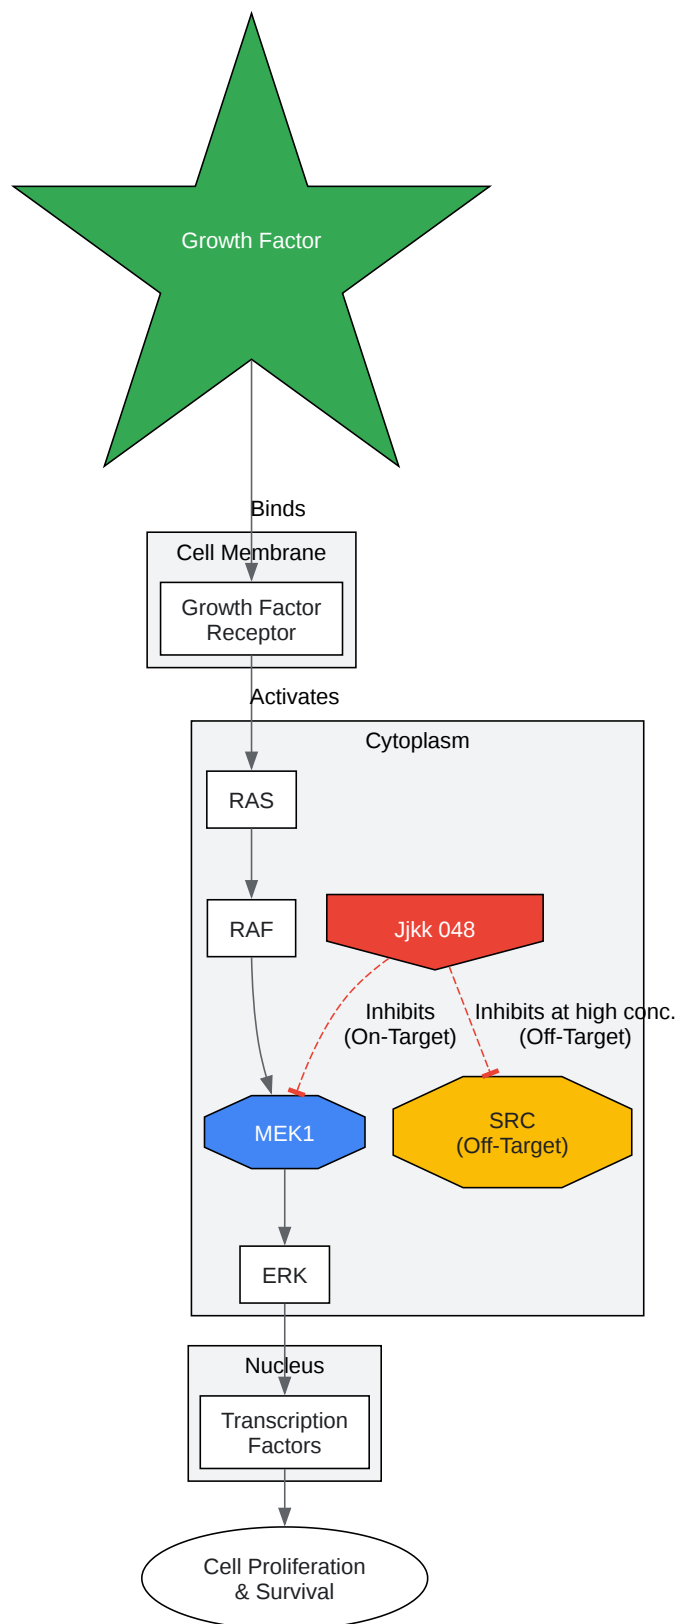 Growth Factor
Binds
Cell Membrane
Growth Factor
Receptor
Activates
Cytoplasm
RAS
RAF
Jjkk 048
Inhibits
(On-Target)
Inhibits at high conc.
(Off-Target)
MEK1
SRC
(Off-Target)
ERK
Nucleus
Transcription
Factors
Cell Proliferation
& Survival